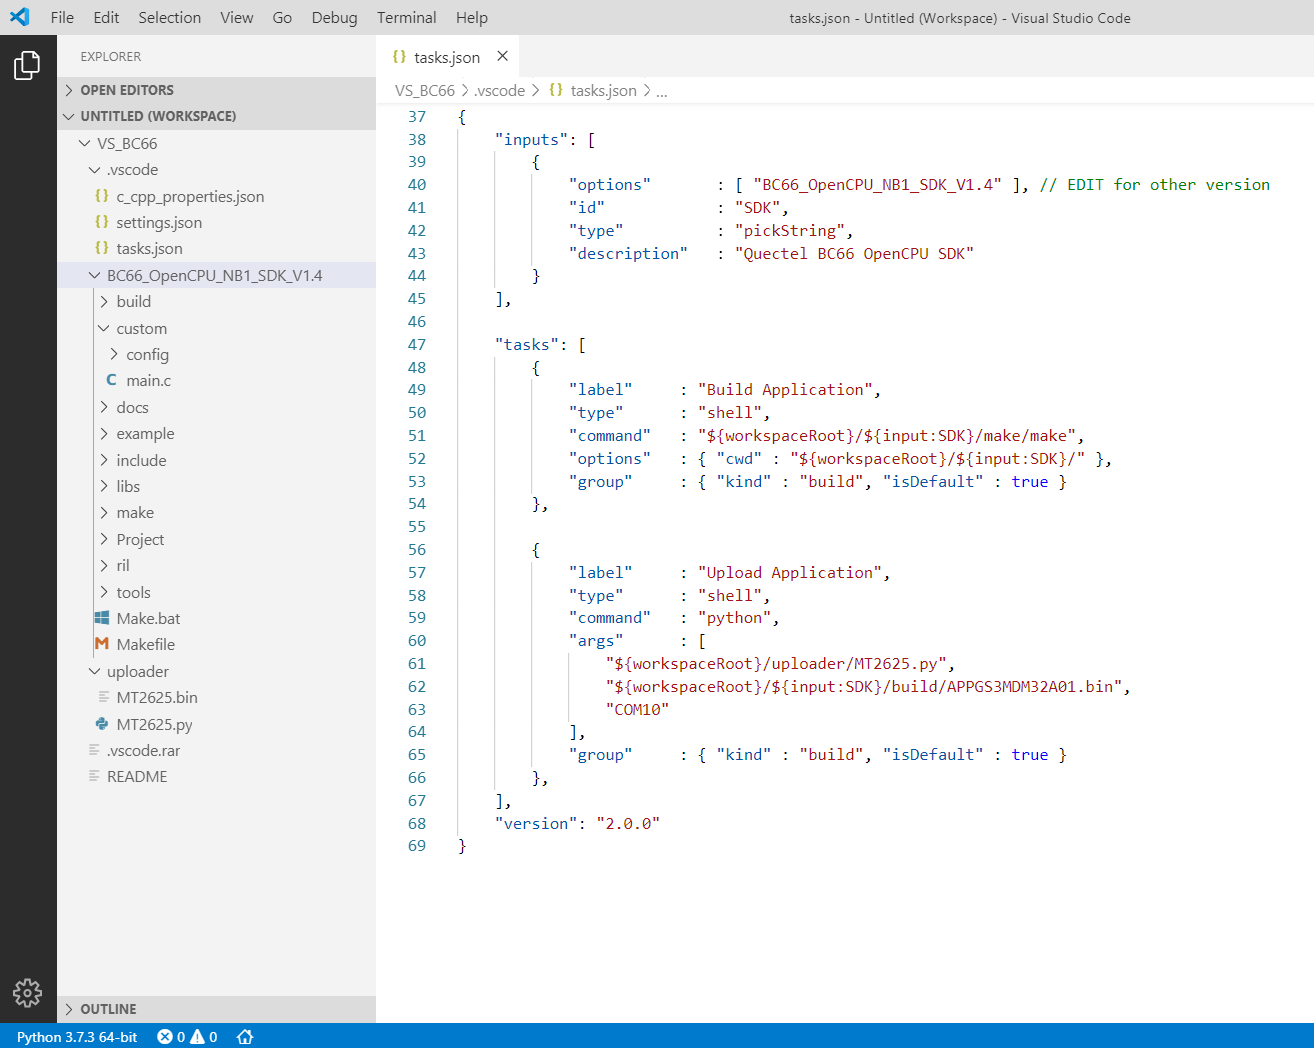 File Edit Selection View Go Debug Terminal Help
tasks.json - Untitled (Workspace) - Visual Studio Code
EXPLORER
OPEN EDITORS
UNTITLED (WORKSPACE)
VS_BC66
.vscode
{} c_cpp_properties.json
{} settings.json
{} tasks.json
BC66_OpenCPU_NB1_SDK_V1.4
build
custom
config
C main.c
docs
example
include
libs
make
Project
ril
tools
Make.bat
M Makefile
uploader
MT2625.bin
MT2625.py
.vscode.rar
README
OUTLINE
{} tasks.json ×
VS_BC66 > .vscode > {} tasks.json > ...
37 {
38 "inputs": [
39 {
40 "options" : [ "BC66_OpenCPU_NB1_SDK_V1.4" ], // EDIT for other version
41 "id" : "SDK",
42 "type" : "pickString",
43 "description" : "Quectel BC66 OpenCPU SDK"
44 }
45 ],
46
47 "tasks": [
48 {
49 "label" : "Build Application",
50 "type" : "shell",
51 "command" : "${workspaceRoot}/${input:SDK}/make/make",
52 "options" : { "cwd" : "${workspaceRoot}/${input:SDK}/" },
53 "group" : { "kind" : "build", "isDefault" : true }
54 },
55
56 {
57 "label" : "Upload Application",
58 "type" : "shell",
59 "command" : "python",
60 "args" : [
61 "${workspaceRoot}/uploader/MT2625.py",
62 "${workspaceRoot}/${input:SDK}/build/APPGS3MDM32A01.bin",
63 "COM10"
64 ],
65 "group" : { "kind" : "build", "isDefault" : true }
66 },
67 ],
68 "version": "2.0.0"
69 }
Python 3.7.3 64-bit 0 0